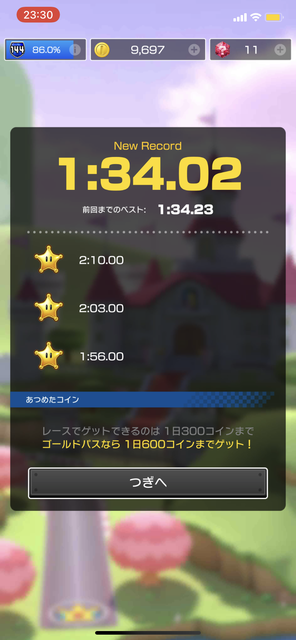 23:30
144 86.0% 9,697 11
New Record
1:34.02
前回までのベスト: 1:34.23
2:10.00
2:03.00
1:56.00
あつめたコイン
レースでゲットできるのは 1日300コインまで
ゴールドパスなら 1日600コインまでゲット!
つぎへ